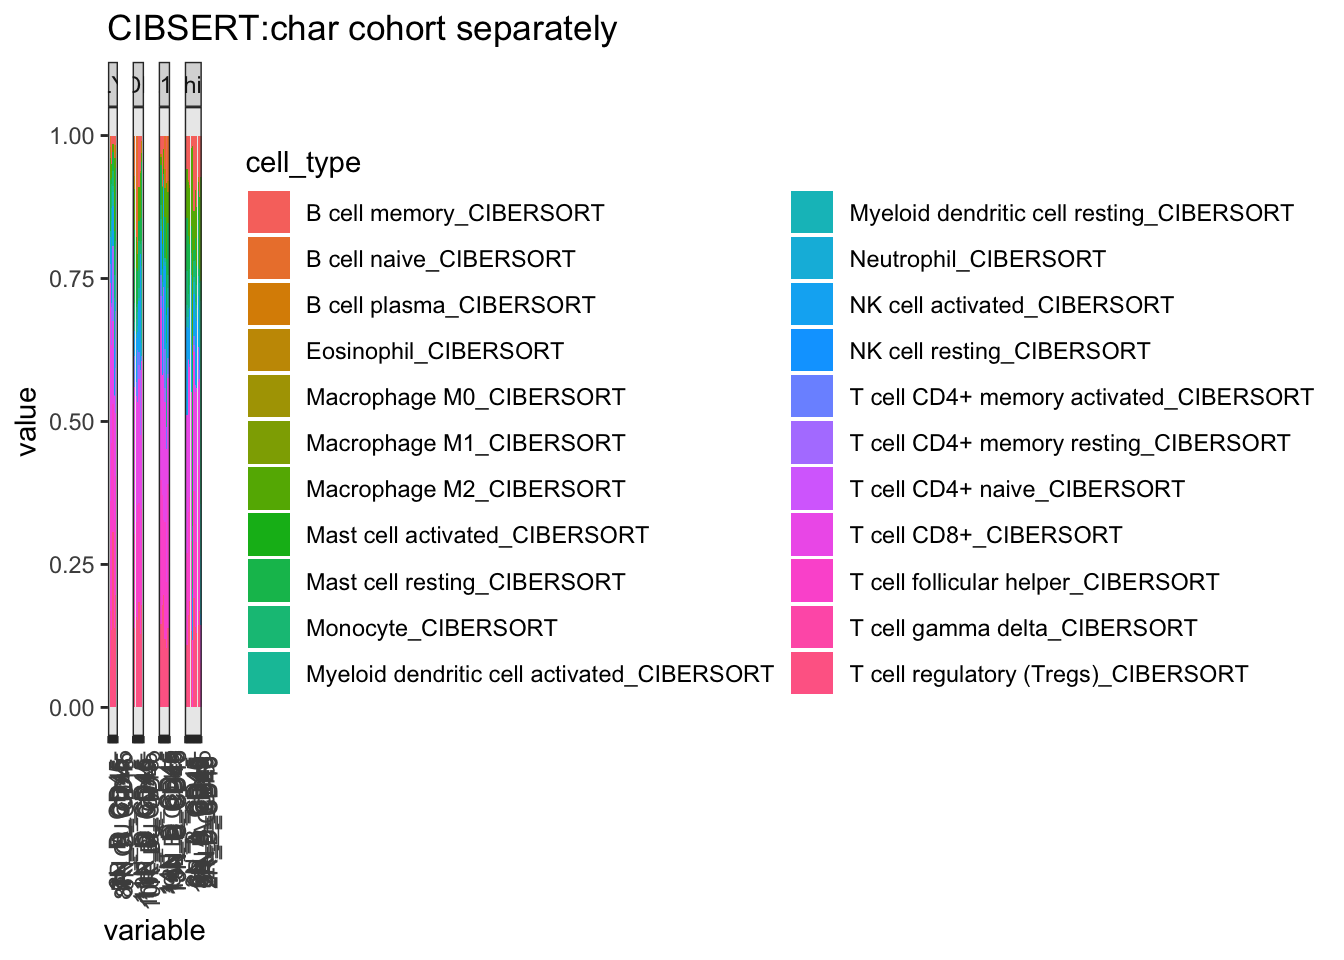 CIBSERT:char cohort separately
1
hi
cell_type
B cell memory_CIBERSORT
B cell naive_CIBERSORT
B cell plasma_CIBERSORT
Eosinophil_CIBERSORT
Macrophage M0_CIBERSORT
Macrophage M1_CIBERSORT
Macrophage M2_CIBERSORT
Mast cell activated_CIBERSORT
Mast cell resting_CIBERSORT
Monocyte_CIBERSORT
Myeloid dendritic cell activated_CIBERSORT
Myeloid dendritic cell resting_CIBERSORT
Neutrophil_CIBERSORT
NK cell activated_CIBERSORT
NK cell resting_CIBERSORT
T cell CD4+ memory activated_CIBERSORT
T cell CD4+ memory resting_CIBERSORT
T cell CD4+ naive_CIBERSORT
T cell CD8+_CIBERSORT
T cell follicular helper_CIBERSORT
T cell gamma delta_CIBERSORT
T cell regulatory (Tregs)_CIBERSORT
1.00
0.75
0.50
0.25
0.00
value
variable